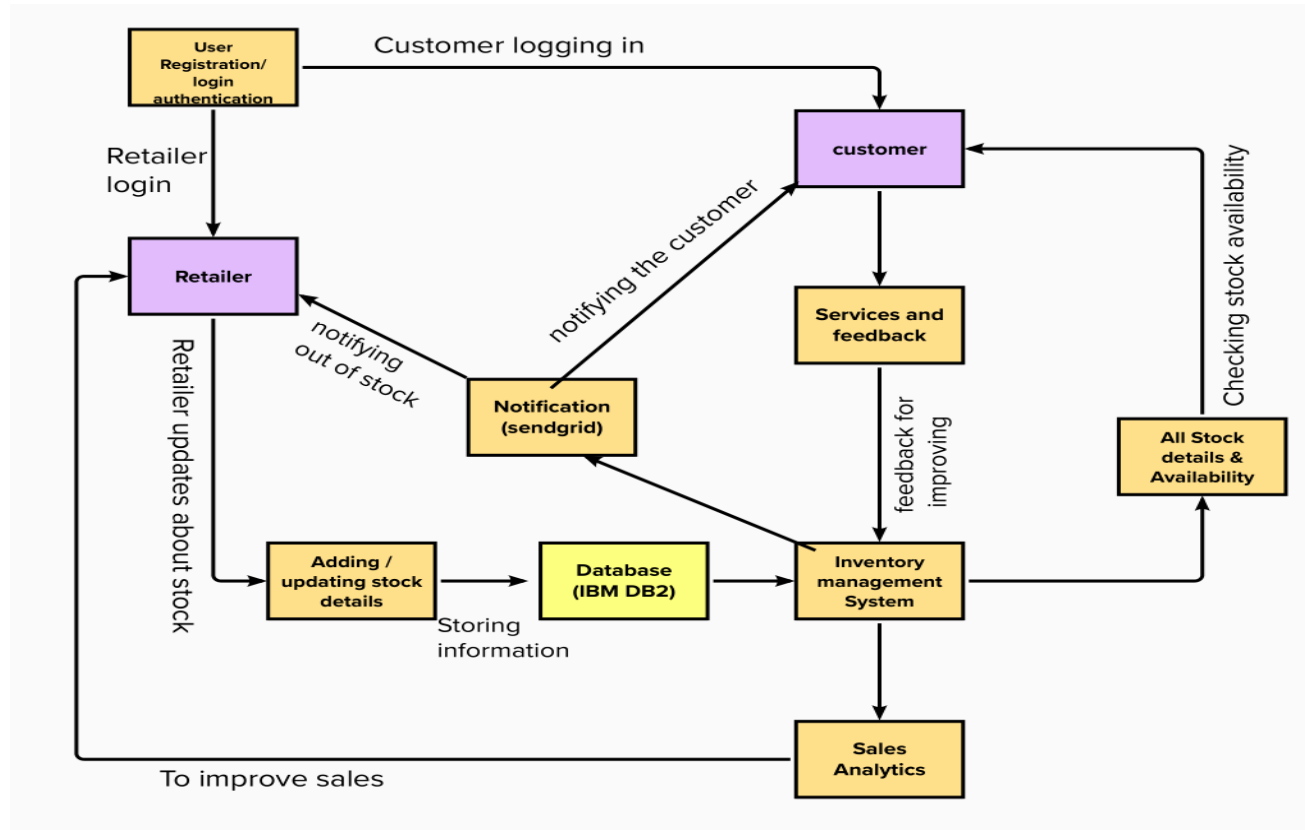 User
Registration/
login
authentication
Customer logging in
Retailer
login
customer
Retailer
notifying the customer
Checking stock availability
Services and
feedback
notifying
out of stock
Retailer updates about stock
Notification
(sendgrid)
feedback for
improving
All Stock
details &
Availability
Adding /
updating stock
details
Storing
information
Database
(IBM DB2)
Inventory
management
System
Sales
Analytics
To improve sales